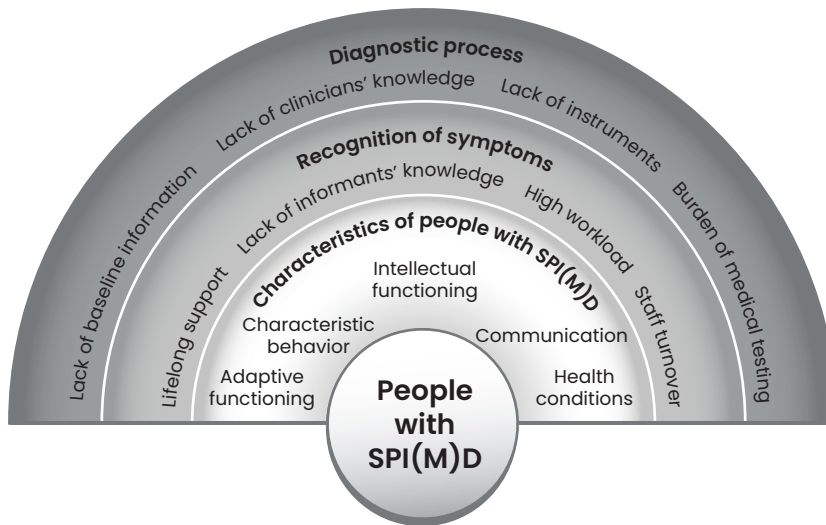 Diagnostic process
Lack of baseline information
Lack of clinicians’ knowledge
Lack of instruments
Burden of medical testing
Recognition of symptoms
Lifelong support
Lack of informants’ knowledge
High workload
Staff turnover
Characteristics of people with SPI(M)D
Adaptive
functioning
Characteristic
behavior
Intellectual
functioning
Communication
Health
conditions
People
with
SPI(M)D